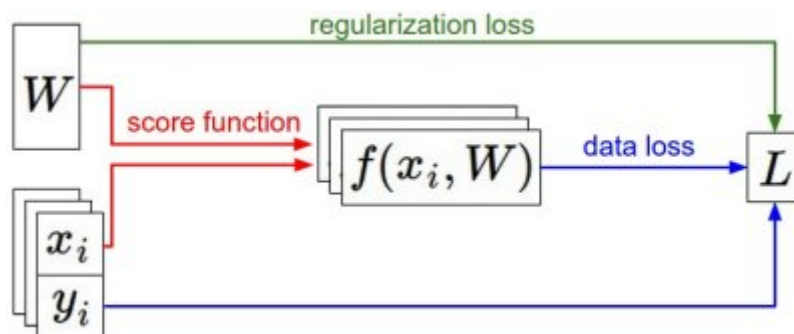 regularization loss
W
score function
f(x_i, W)
data loss
L
x_i
y_i